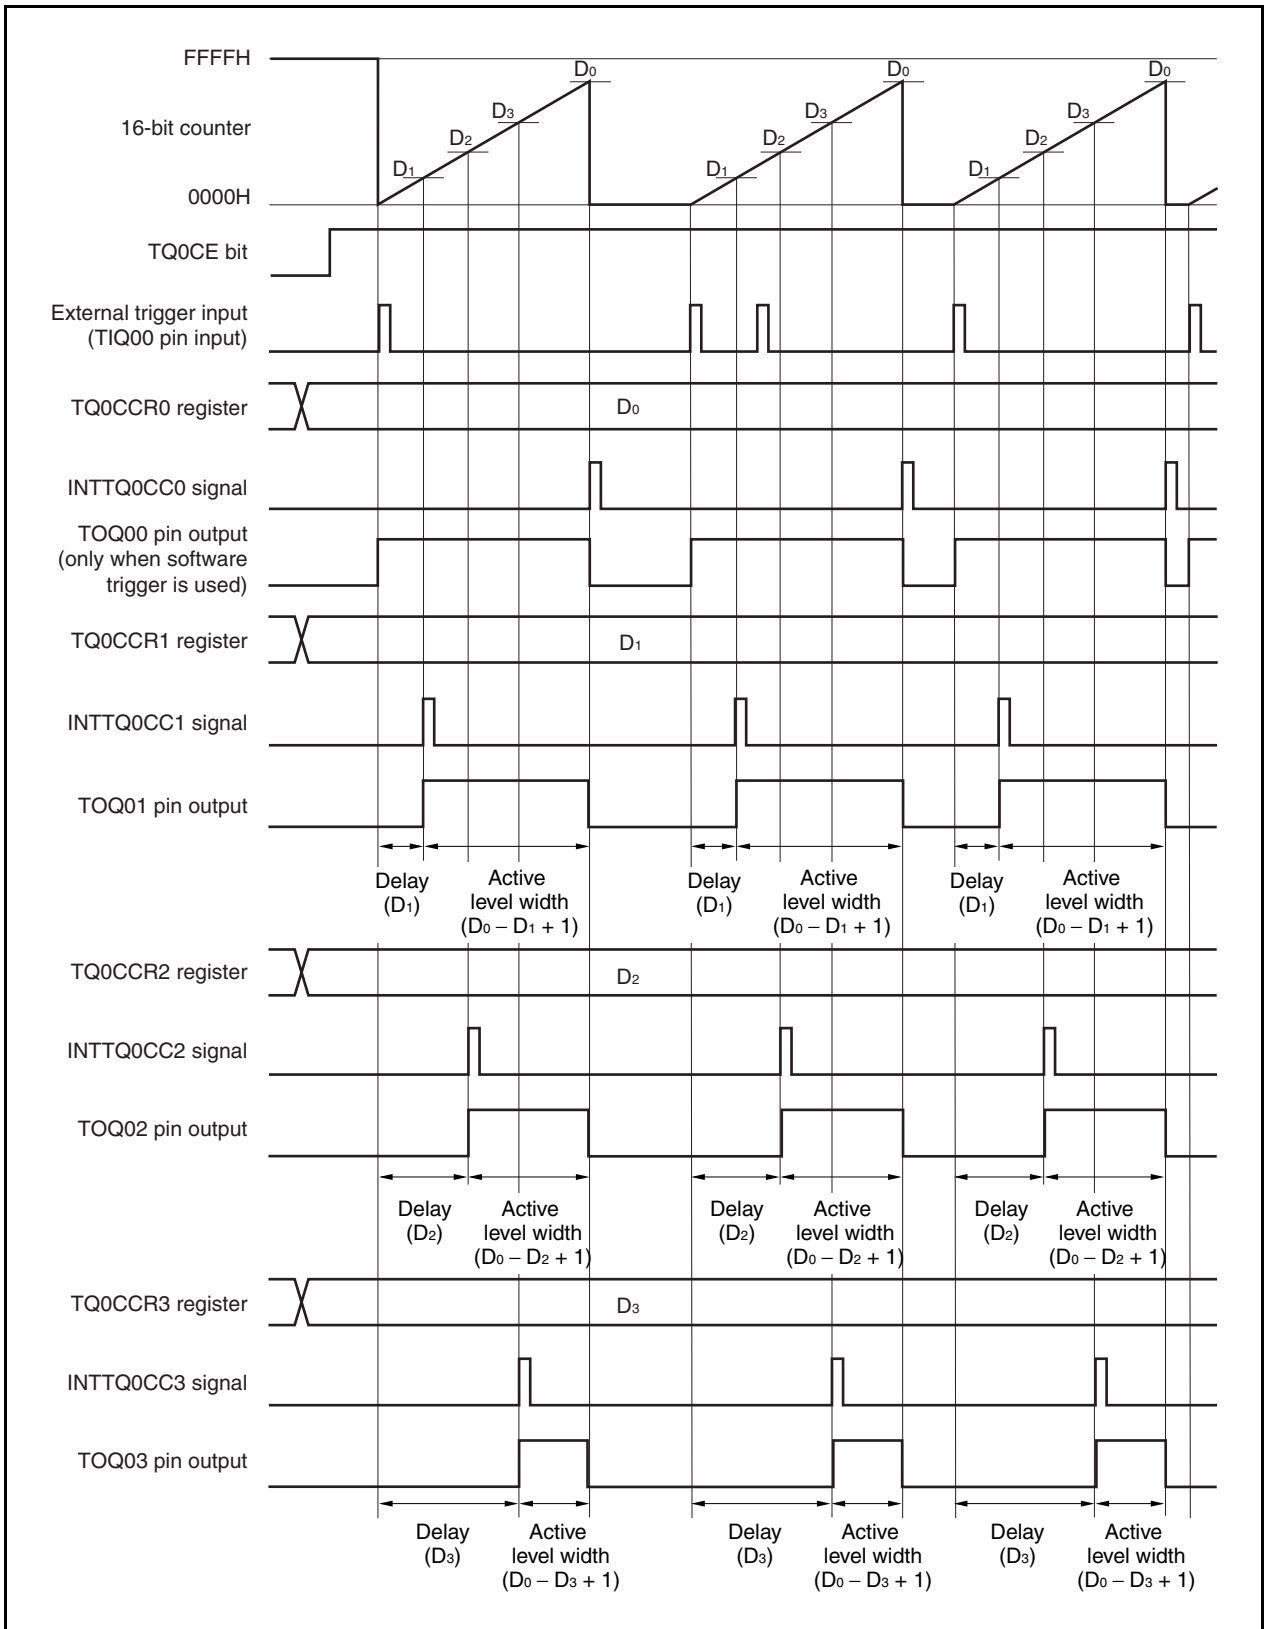 FFFFH
D0 D0 D0
D3 D3 D3
16-bit counter
D2 D2 D2
D1 D1 D1
0000H
TQ0CE bit
External trigger input
(TIQ00 pin input)
TQ0CCR0 register D0
INTTQ0CC0 signal
TOQ00 pin output
(only when software
trigger is used)
TQ0CCR1 register D1
INTTQ0CC1 signal
TOQ01 pin output
Delay Active Delay Active Delay Active
(D1) level width (D1) level width (D1) level width
(D0 – D1 + 1) (D0 – D1 + 1) (D0 – D1 + 1)
TQ0CCR2 register D2
INTTQ0CC2 signal
TOQ02 pin output
Delay Active Delay Active Delay Active
(D2) level width (D2) level width (D2) level width
(D0 – D2 + 1) (D0 – D2 + 1) (D0 – D2 + 1)
TQ0CCR3 register D3
INTTQ0CC3 signal
TOQ03 pin output
Delay Active Delay Active Delay Active
(D3) level width (D3) level width (D3) level width
(D0 – D3 + 1) (D0 – D3 + 1) (D0 – D3 + 1)